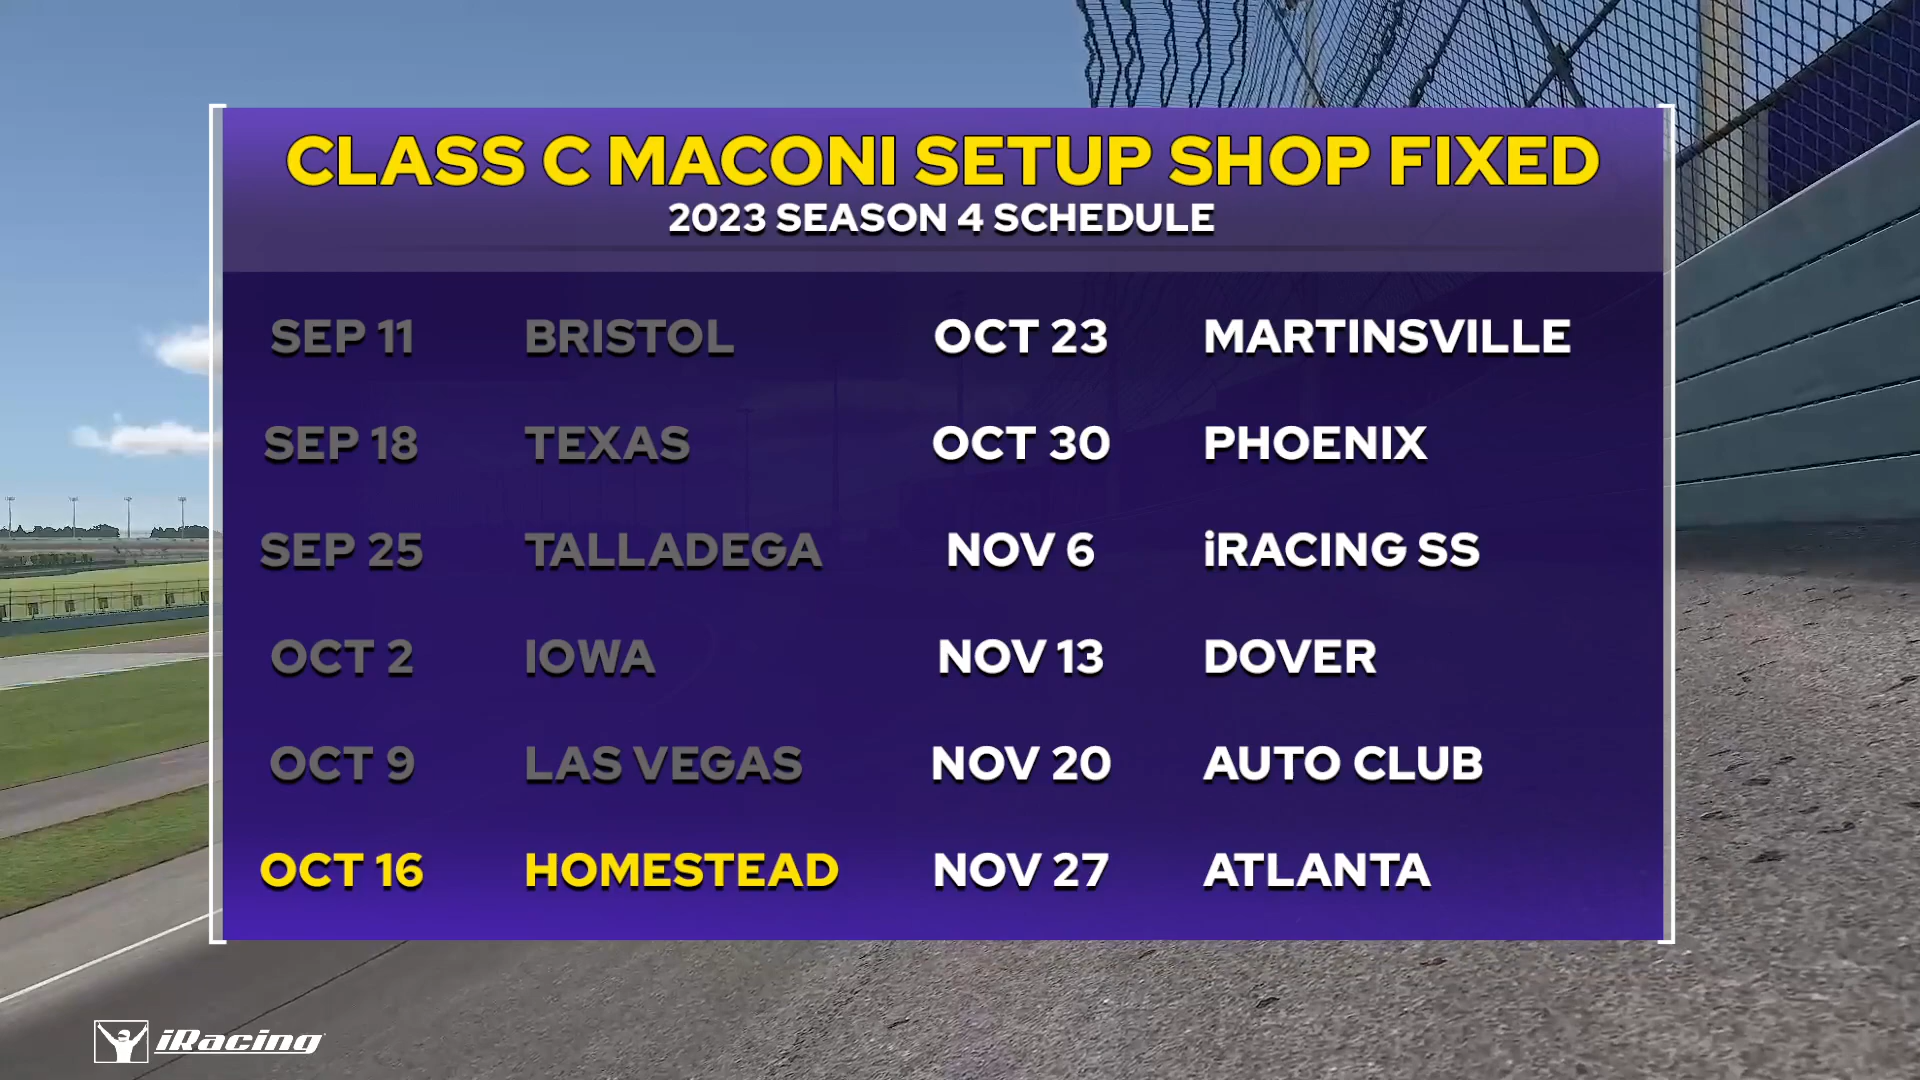 CLASS C MACONI SETUP SHOP FIXED
2023 SEASON 4 SCHEDULE
SEP 11 BRISTOL
SEP 18 TEXAS
SEP 25 TALLADEGA
OCT 2 IOWA
OCT 9 LAS VEGAS
OCT 16 HOMESTEAD
OCT 23 MARTINSVILLE
OCT 30 PHOENIX
NOV 6 iRACING SS
NOV 13 DOVER
NOV 20 AUTO CLUB
NOV 27 ATLANTA
iRacing